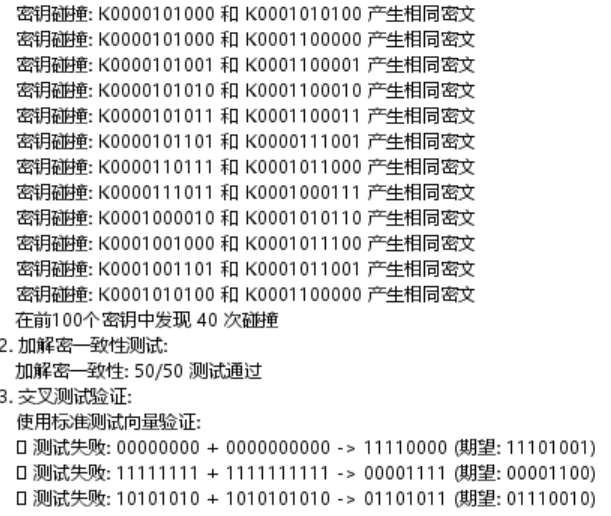 密钥碰撞: K0000101000 和 K0001010100 产生相同密文
密钥碰撞: K0000101000 和 K0001100000 产生相同密文
密钥碰撞: K0000101001 和 K0001100001 产生相同密文
密钥碰撞: K0000101010 和 K0001100010 产生相同密文
密钥碰撞: K0000101011 和 K0001100011 产生相同密文
密钥碰撞: K0000101101 和 K0000111001 产生相同密文
密钥碰撞: K0000110111 和 K0001011000 产生相同密文
密钥碰撞: K0000111011 和 K0001000111 产生相同密文
密钥碰撞: K0001000010 和 K0001010110 产生相同密文
密钥碰撞: K0001001000 和 K0001011100 产生相同密文
密钥碰撞: K0001001101 和 K0001011001 产生相同密文
密钥碰撞: K0001010100 和 K0001100000 产生相同密文
在前100个密钥中发现 40 次碰撞
2. 加解密一致性测试:
加解密一致性: 50/50 测试通过
3. 交叉测试验证:
使用标准测试向量验证:
▯ 测试失败: 00000000 + 0000000000 -> 11110000 (期望: 11101001)
▯ 测试失败: 11111111 + 1111111111 -> 00001111 (期望: 00001100)
▯ 测试失败: 10101010 + 1010101010 -> 01101011 (期望: 01110010)